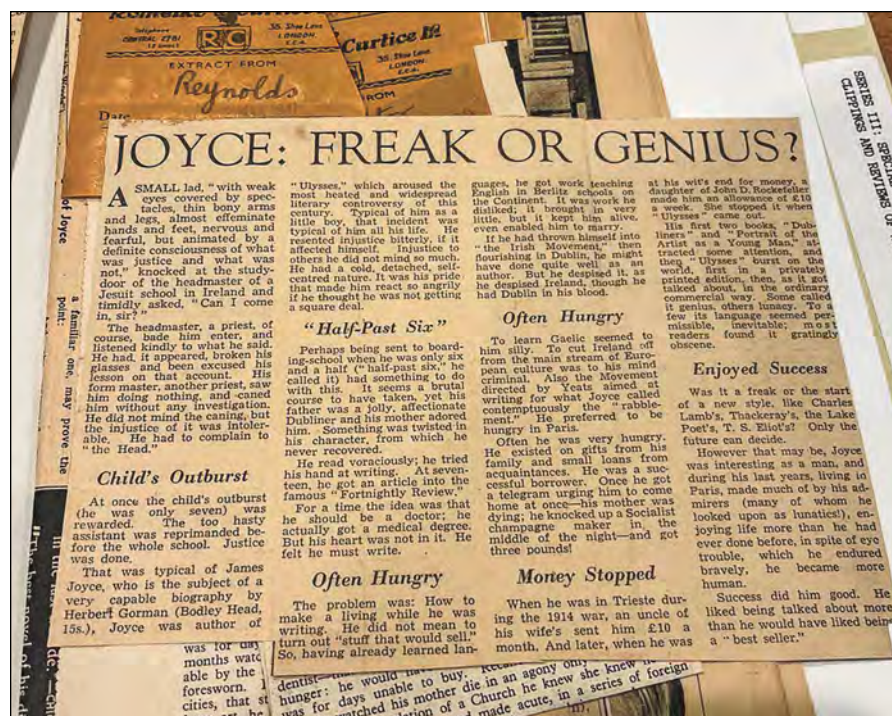 Romeike & Curtice
Telephone
CENTRAL 2781
35, Shoe Lane
LONDON,
E.C.4.
R C
EXTRACT FROM
Reynolds
Date
Curtice Ltd
35, Shoe Lane
LONDON.
E.C.4.
ROM
SERIES III:
CLIPPINGS AND REVIEWS OF
JOYCE: FREAK OR GENIUS?
A SMALL lad, "with weak
eyes covered by spec-
tacles, thin bony arms
and legs, almost effeminate
hands and feet, nervous and
fearful, but animated by a
definite consciousness of what
was justice and what was
not," knocked at the study-
door of the headmaster of a
Jesuit school in Ireland and
timidly asked, "Can I come
in, sir?"
The headmaster, a priest, of
course, bade him enter, and
listened kindly to what he said.
He had, it appeared, broken his
glasses and been excused his
lesson on that account. His
form master, another priest, saw
him doing nothing, and caned
him without any investigation.
He did not mind the caning, but
the injustice of it was intoler-
able. He had to complain to
"the Head."
Child's Outburst
At once the child's outburst
(he was only seven) was
rewarded. The too hasty
assistant was reprimanded be-
fore the whole school. Justice
was done.
That was typical of James
Joyce, who is the subject of a
very capable biography by
Herbert Gorman (Bodley Head,
15s.), Joyce was author of
"Ulysses," which aroused the
most heated and widespread
literary controversy of this
century. Typical of him as a
little boy, that incident was
typical of him all his life. He
resented injustice bitterly, if it
affected himself. Injustice to
others he did not mind so much.
He had a cold, detached, self-
centred nature. It was his pride
that made him react so angrily
if he thought he was not getting
a square deal.
"Half-Past Six"
Perhaps being sent to board-
ing-school when he was only six
and a half ("half-past six," he
called it) had something to do
with this. It seems a brutal
course to have taken, yet his
father was a jolly, affectionate
Dubliner and his mother adored
him. Something was twisted in
his character, from which he
never recovered.
He read voraciously; he tried
his hand at writing. At seven-
teen, he got an article into the
famous "Fortnightly Review."
For a time the idea was that
he should be a doctor; he
actually got a medical degree.
But his heart was not in it. He
felt he must write.
Often Hungry
The problem was: How to
make a living while he was
writing. He did not mean to
turn out "stuff that would sell."
So, having already learned lan-
guages, he got work teaching
English in Berlitz schools on
the Continent. It was work he
disliked; it brought in very
little, but it kept him alive,
even enabled him to marry.
If he had thrown himself into
"the Irish Movement," then
flourishing in Dublin, he might
have done quite well as an
author. But he despised it, as
he despised Ireland, though he
had Dublin in his blood.
Often Hungry
To learn Gaelic seemed to
him silly. To cut Ireland off
from the main stream of Euro-
pean culture was to his mind
criminal. Also the Movement
directed by Yeats aimed at
writing for what Joyce called
contemptuously the "rabble-
ment." He preferred to be
hungry in Paris.
Often he was very hungry.
He existed on gifts from his
family and small loans from
acquaintances. He was a suc-
cessful borrower. Once he got
a telegram urging him to come
home at once—his mother was
dying; he knocked up a Socialist
champagne maker in the
middle of the night—and got
three pounds!
Money Stopped
When he was in Trieste dur-
ing the 1914 war, an uncle of
his wife's sent him £10 a
month. And later, when he was
at his wit's end for money, a
daughter of John D. Rockefeller
made him an allowance of £10
a week. She stopped it when
"Ulysses" came out.
His first two books, "Dub-
liners" and "Portrait of the
Artist as a Young Man," at-
tracted some attention, and
then "Ulysses" burst on the
world, first in a privately
printed edition, then, as it got
talked about, in the ordinary
commercial way. Some called
it genius, others lunacy. To a
few its language seemed per-
missible, inevitable; most
readers found it gratingly
obscene.
Enjoyed Success
Was it a freak or the start
of a new style, like Charles
Lamb's, Thackeray's, the Lake
Poet's, T. S. Eliot's? Only the
future can decide.
However that may be, Joyce
was interesting as a man, and
during his last years, living in
Paris, made much of by his ad-
mirers (many of whom he
looked upon as lunatics!), en-
joying life more than he had
ever done before, in spite of eye
trouble, which he endured
bravely, he became more
human.
Success did him good. He
liked being talked about more
than he would have liked being
a "best seller."
of Joyce
a familiar one, may prove the
point:
was for day
months watc
able by the
foresworn. I
cities, that st
dentist—
hunger: he would have
was for days unable to buy.
watched his mother die in an agony only
of a Church he knew she knew
made acute, in a series of foreign